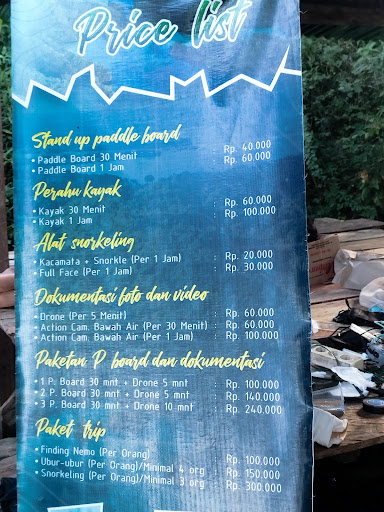 Price list
Stand up paddle board
• Paddle Board 30 Menit : Rp. 40.000
• Paddle Board 1 Jam : Rp. 60.000
Perahu kayak
• Kayak 30 Menit : Rp. 60.000
• Kayak 1 Jam : Rp. 100.000
Alat snorkeling
• Kacamata + Snorkle (Per 1 Jam) : Rp. 20.000
• Full Face (Per 1 Jam) : Rp. 30.000
Dokumentasi foto dan video
• Drone (Per 5 Menit) : Rp. 60.000
• Action Cam. Bawah Air (Per 30 Menit) : Rp. 60.000
• Action Cam. Bawah Air (Per 1 Jam) : Rp. 100.000
Paketan P board dan dokumentasi
• 1 P. Board 30 mnt + Drone 5 mnt : Rp. 100.000
• 2 P. Board 30 mnt + Drone 5 mnt : Rp. 140.000
• 3 P. Board 30 mnt + Drone 10 mnt : Rp. 240.000
Paket trip
• Finding Nemo (Per Orang) : Rp. 100.000
• Ubur-ubur (Per Orang)/Minimal 4 org : Rp. 150.000
• Snorkeling (Per Orang)/Minimal 3 org : Rp. 300.000